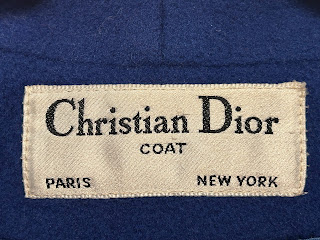 Christian Dior
COAT
PARIS NEW YORK